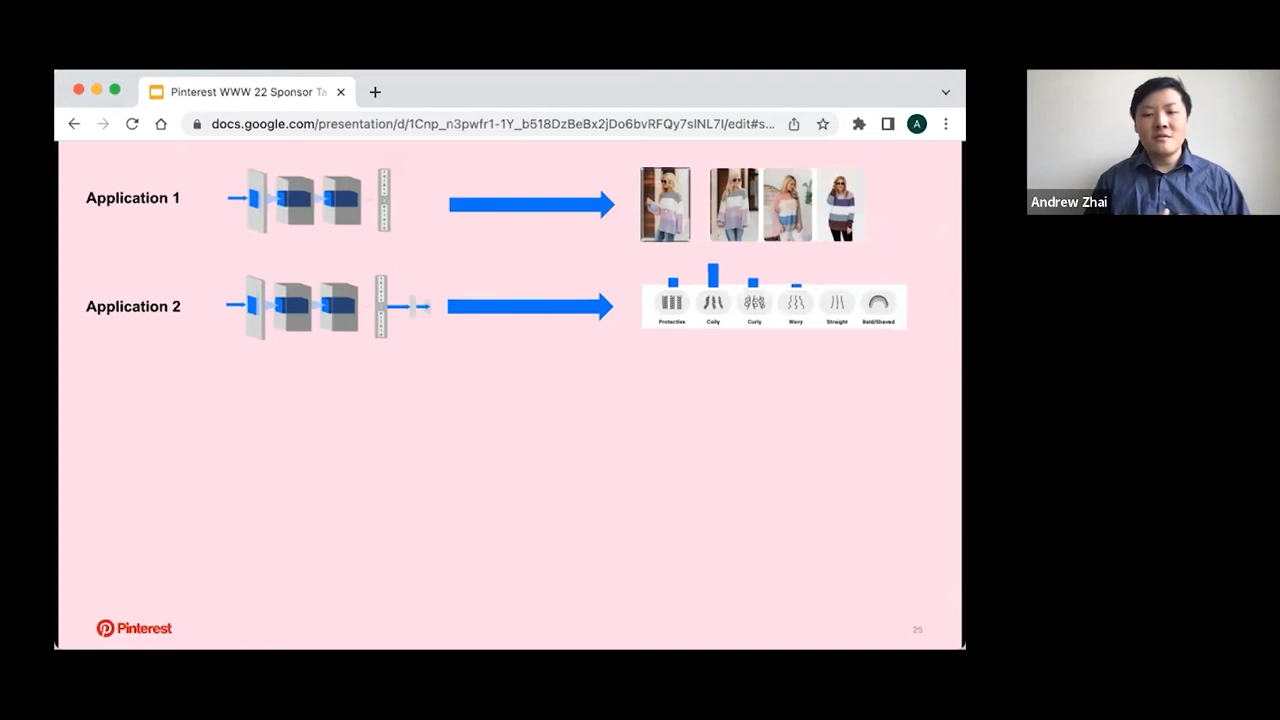 Pinterest WWW 22 Sponsor Ta
docs.google.com/presentation/d/1Cnp_n3pwfr1-1Y_b518DzBeBx2jDo6bvRFQy7slNL7I/edit#s...
A
Andrew Zhai
Application 1
Application 2
Protective Coily Curly Wavy Straight Bald/Shaved
Pinterest
25